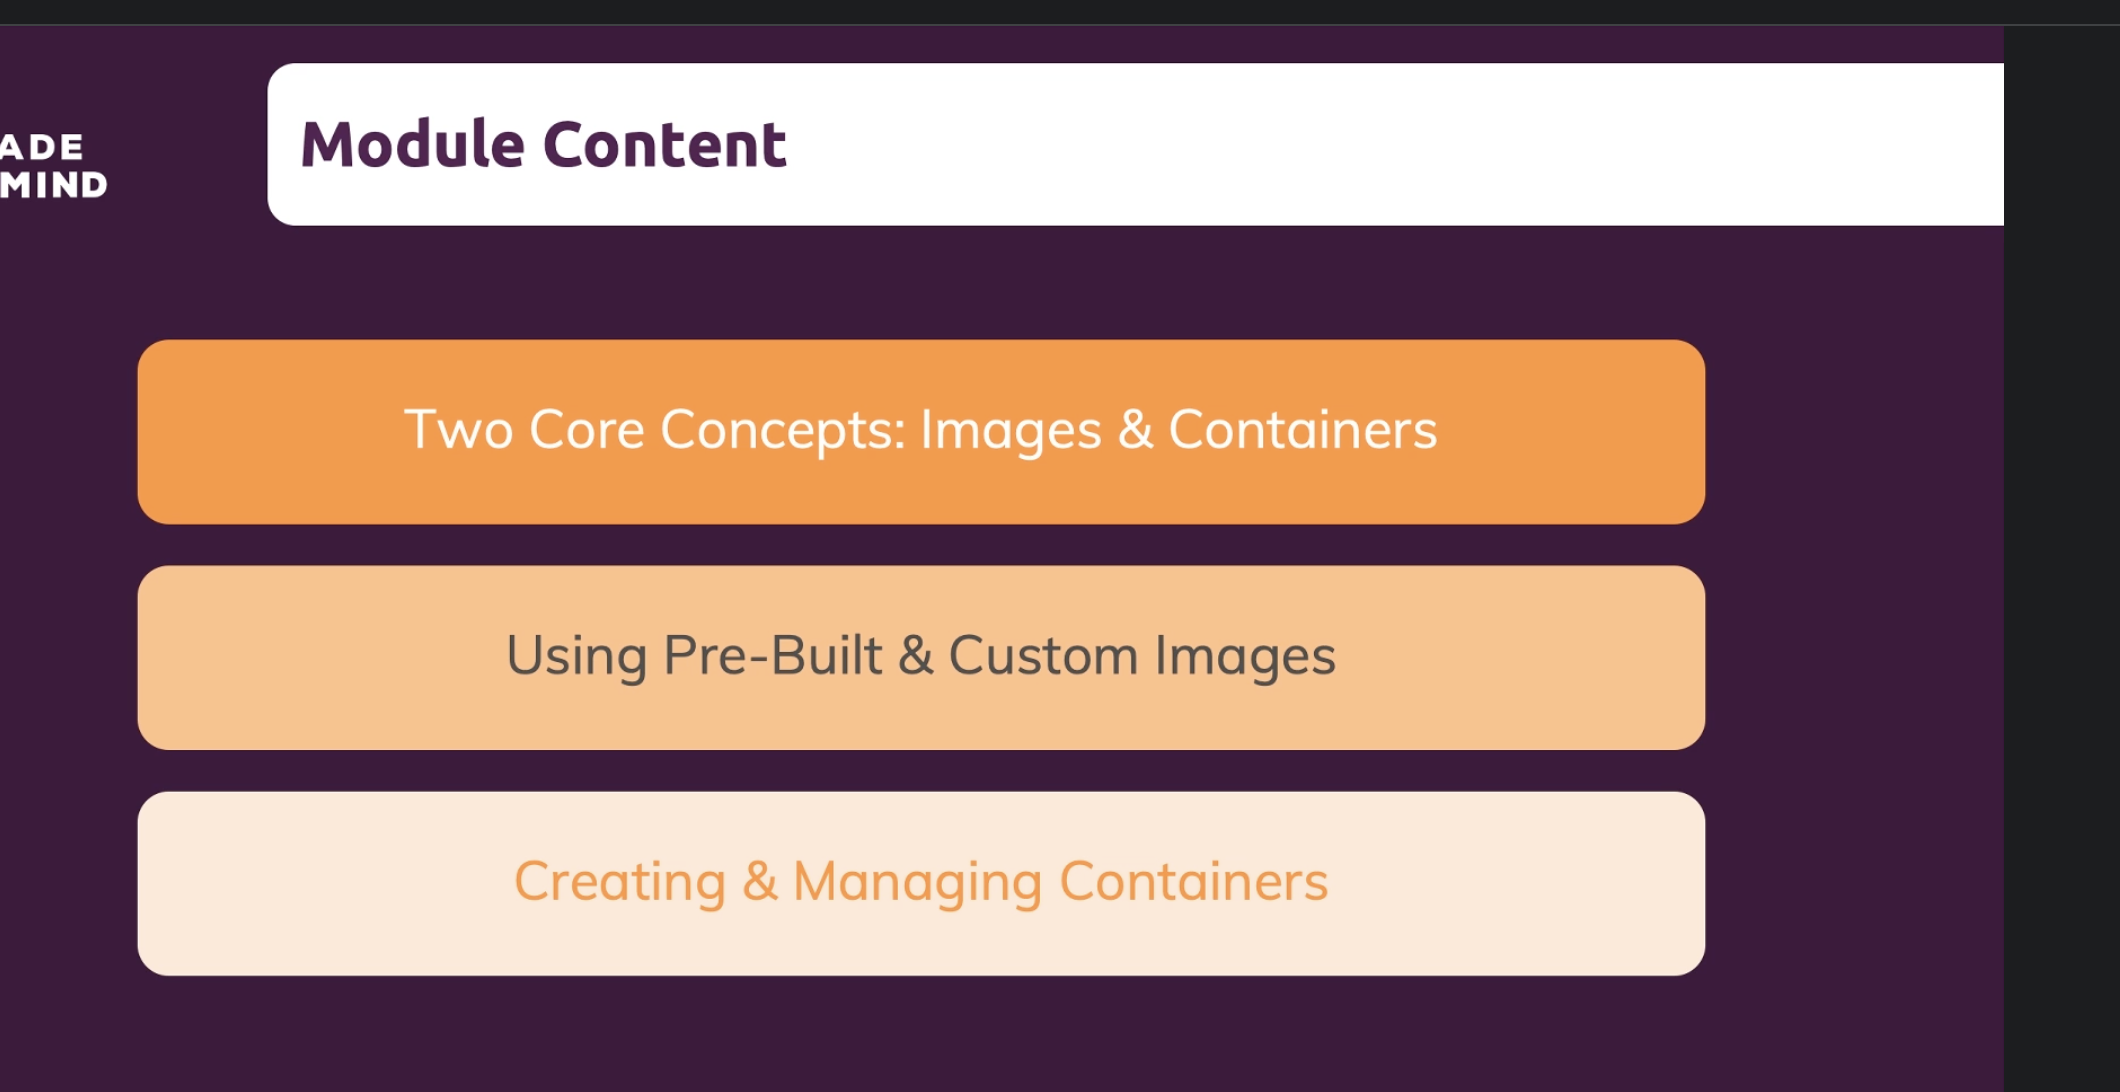 ADE
MIND
Module Content
Two Core Concepts: Images & Containers
Using Pre-Built & Custom Images
Creating & Managing Containers